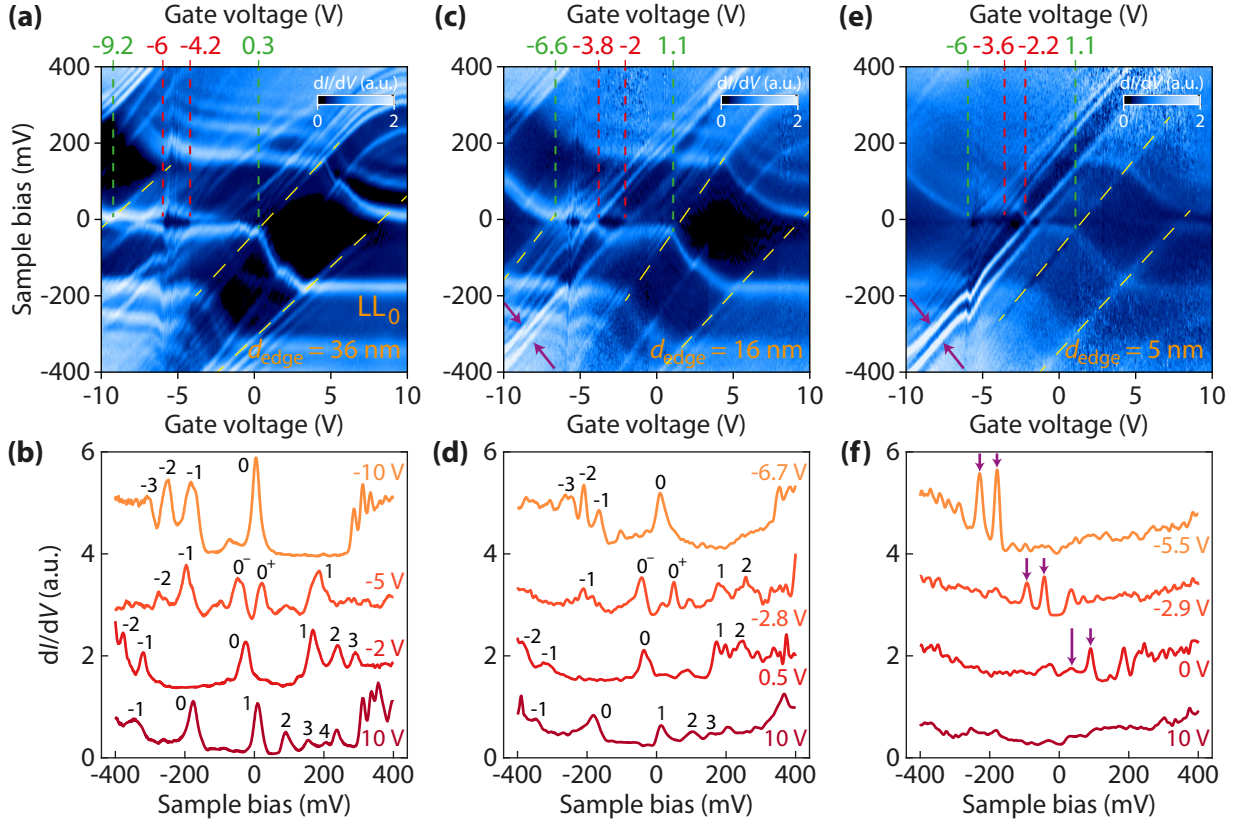 (a) Gate voltage (V)
-9.2 -6 -4.2 0.3
400
200
0
-200
-400
Sample bias (mV)
dI/dV (a.u.)
0 2
LL0
dedge = 36 nm
-10 -5 0 5 10
Gate voltage (V)
(c) Gate voltage (V)
-6.6 -3.8 -2 1.1
400
200
0
-200
-400
dI/dV (a.u.)
0 2
dedge = 16 nm
-10 -5 0 5 10
Gate voltage (V)
(e) Gate voltage (V)
-6 -3.6 -2.2 1.1
400
200
0
-200
-400
dI/dV (a.u.)
0 2
dedge = 5 nm
-10 -5 0 5 10
Gate voltage (V)
(b)
6
4
2
0
dI/dV (a.u.)
-3 -2 -1 0 -10 V
-2 -1 0- 0+ 1 -5 V
-2 -1 0 1 2 3 -2 V
-1 0 1 2 3 4 10 V
-400 -200 0 200 400
Sample bias (mV)
(d)
6
4
2
0
-3 -2 -1 0 -6.7 V
-1 0- 0+ 1 2 -2.8 V
-2 -1 0 1 2 0.5 V
-1 0 1 2 3 10 V
-400 -200 0 200 400
Sample bias (mV)
(f)
6
4
2
0
-5.5 V
-2.9 V
0 V
10 V
-400 -200 0 200 400
Sample bias (mV)